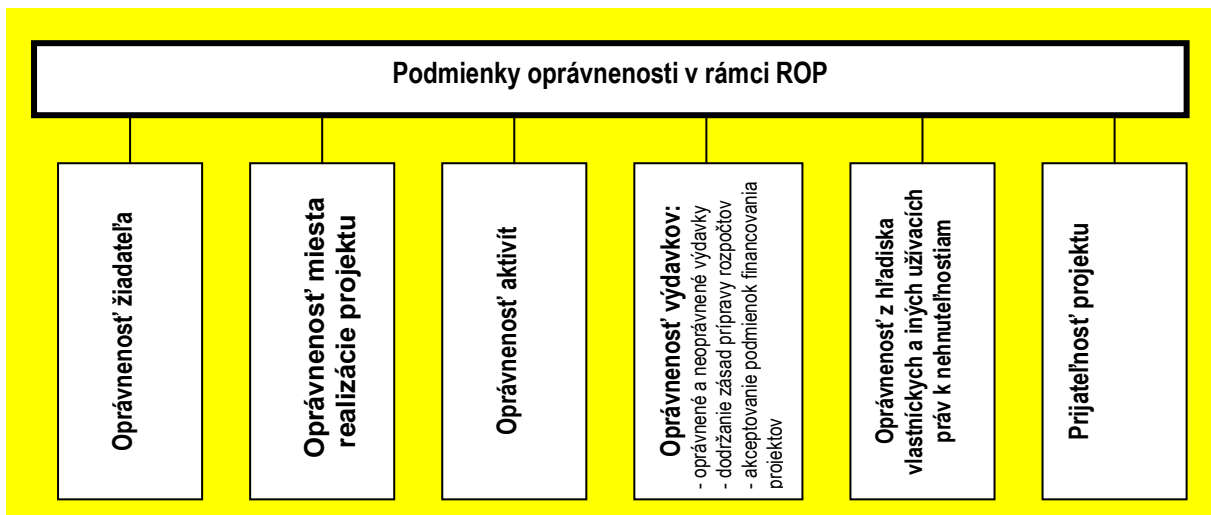 Podmienky oprávnenosti v rámci ROP
Oprávnenosť žiadateľa
Oprávnenosť miesta
realizácie projektu
Oprávnenosť aktivít
Oprávnenosť výdavkov:
- oprávnené a neoprávnené výdavky
- dodržanie zásad prípravy rozpočtov
- akceptovanie podmienok financovania
projektov
Oprávnenosť z hľadiska
vlastníckych a iných užívacích
práv k nehnuteľnostiam
Prijateľnosť projektu